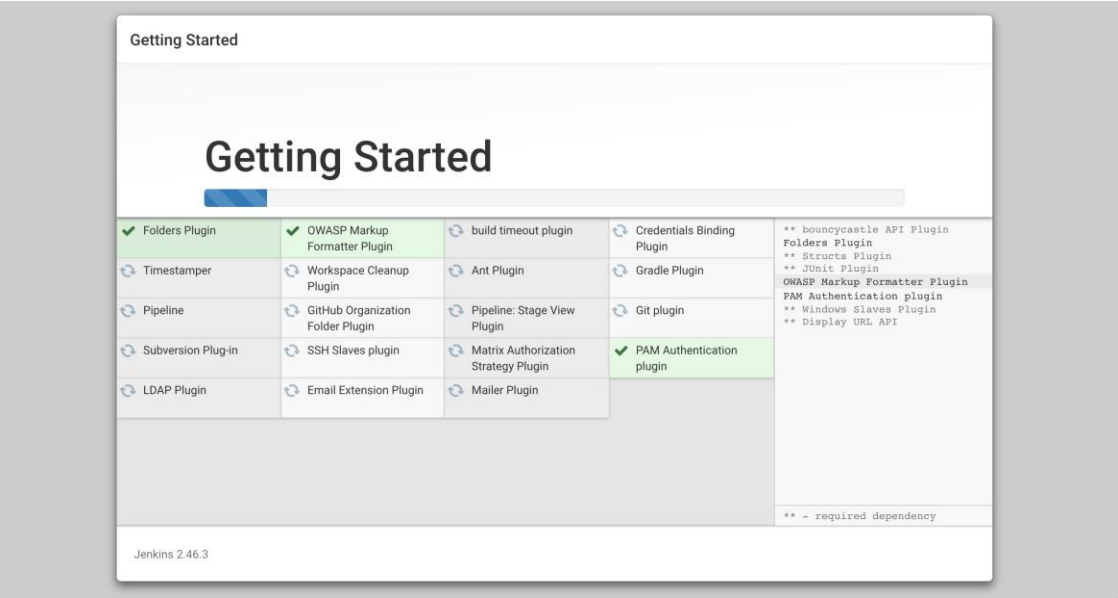 Getting Started
Getting Started
Folders Plugin
OWASP Markup
Formatter Plugin
build timeout plugin
Credentials Binding
Plugin
Timestamper
Workspace Cleanup
Plugin
Ant Plugin
Gradle Plugin
Pipeline
GitHub Organization
Folder Plugin
Pipeline: Stage View
Plugin
Git plugin
Subversion Plug-in
SSH Slaves plugin
Matrix Authorization
Strategy Plugin
PAM Authentication
plugin
LDAP Plugin
Email Extension Plugin
Mailer Plugin
** bouncycastle API Plugin
Folders Plugin
** Structs Plugin
** JUnit Plugin
OWASP Markup Formatter Plugin
PAM Authentication plugin
** Windows Slaves Plugin
** Display URL API
** - required dependency
Jenkins 2.46.3